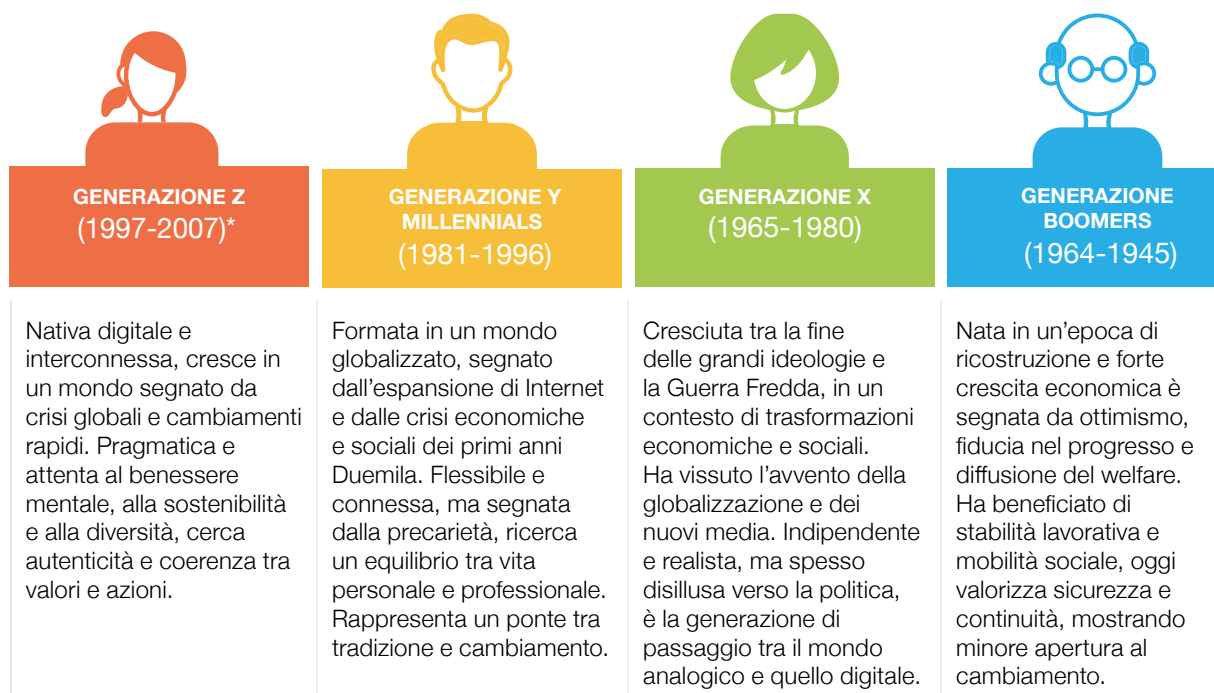 GENERAZIONE Z
(1997-2007)*
Nativa digitale e
interconnessa, cresce in
un mondo segnato da
crisi globali e cambiamenti
rapidi. Pragmatica e
attenta al benessere
mentale, alla sostenibilità
e alla diversità, cerca
autenticità e coerenza tra
valori e azioni.
GENERAZIONE Y
MILLENNIALS
(1981-1996)
Formata in un mondo
globalizzato, segnato
dall’espansione di Internet
e dalle crisi economiche
e sociali dei primi anni
Duemila. Flessibile e
connessa, ma segnata
dalla precarietà, ricerca
un equilibrio tra vita
personale e professionale.
Rappresenta un ponte tra
tradizione e cambiamento.
GENERAZIONE X
(1965-1980)
Cresciuta tra la fine
delle grandi ideologie e
la Guerra Fredda, in un
contesto di trasformazioni
economiche e sociali.
Ha vissuto l’avvento della
globalizzazione e dei
nuovi media. Indipendente
e realista, ma spesso
disillusa verso la politica,
è la generazione di
passaggio tra il mondo
analogico e quello digitale.
GENERAZIONE
BOOMERS
(1964-1945)
Nata in un’epoca di
ricostruzione e forte
crescita economica è
segnata da ottimismo,
fiducia nel progresso e
diffusione del welfare.
Ha beneficiato di
stabilità lavorativa e
mobilità sociale, oggi
valorizza sicurezza e
continuità, mostrando
minore apertura al
cambiamento.